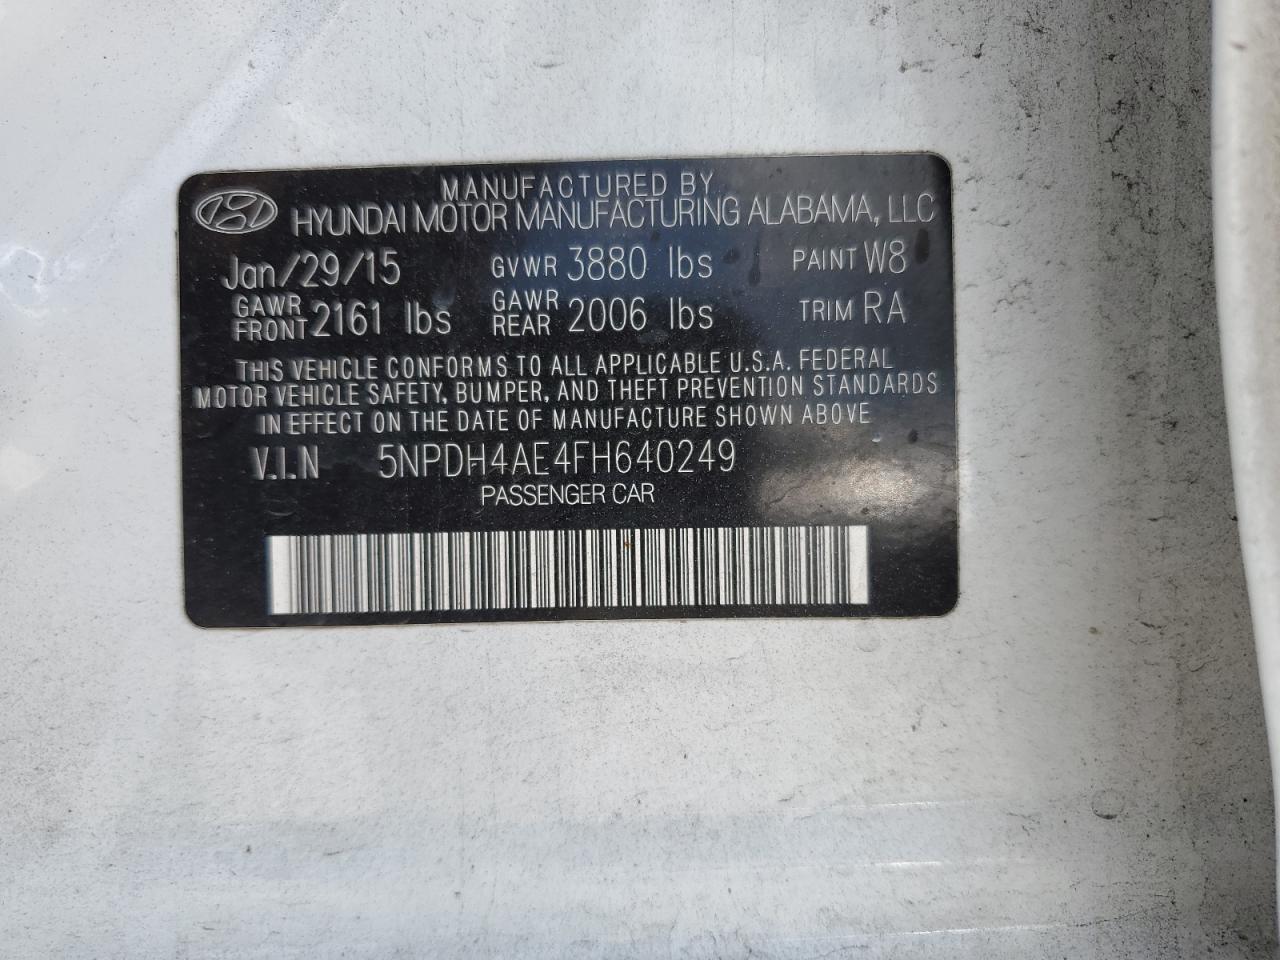 MANUFACTURED BY
HYUNDAI MOTOR MANUFACTURING ALABAMA, LLC
Jan/29/15 GVWR 3880 lbs PAINT W8
GAWR FRONT 2161 lbs GAWR REAR 2006 lbs TRIM RA
THIS VEHICLE CONFORMS TO ALL APPLICABLE U.S.A. FEDERAL
MOTOR VEHICLE SAFETY, BUMPER, AND THEFT PREVENTION STANDARDS
IN EFFECT ON THE DATE OF MANUFACTURE SHOWN ABOVE
V.I.N 5NPDH4AE4FH640249
PASSENGER CAR